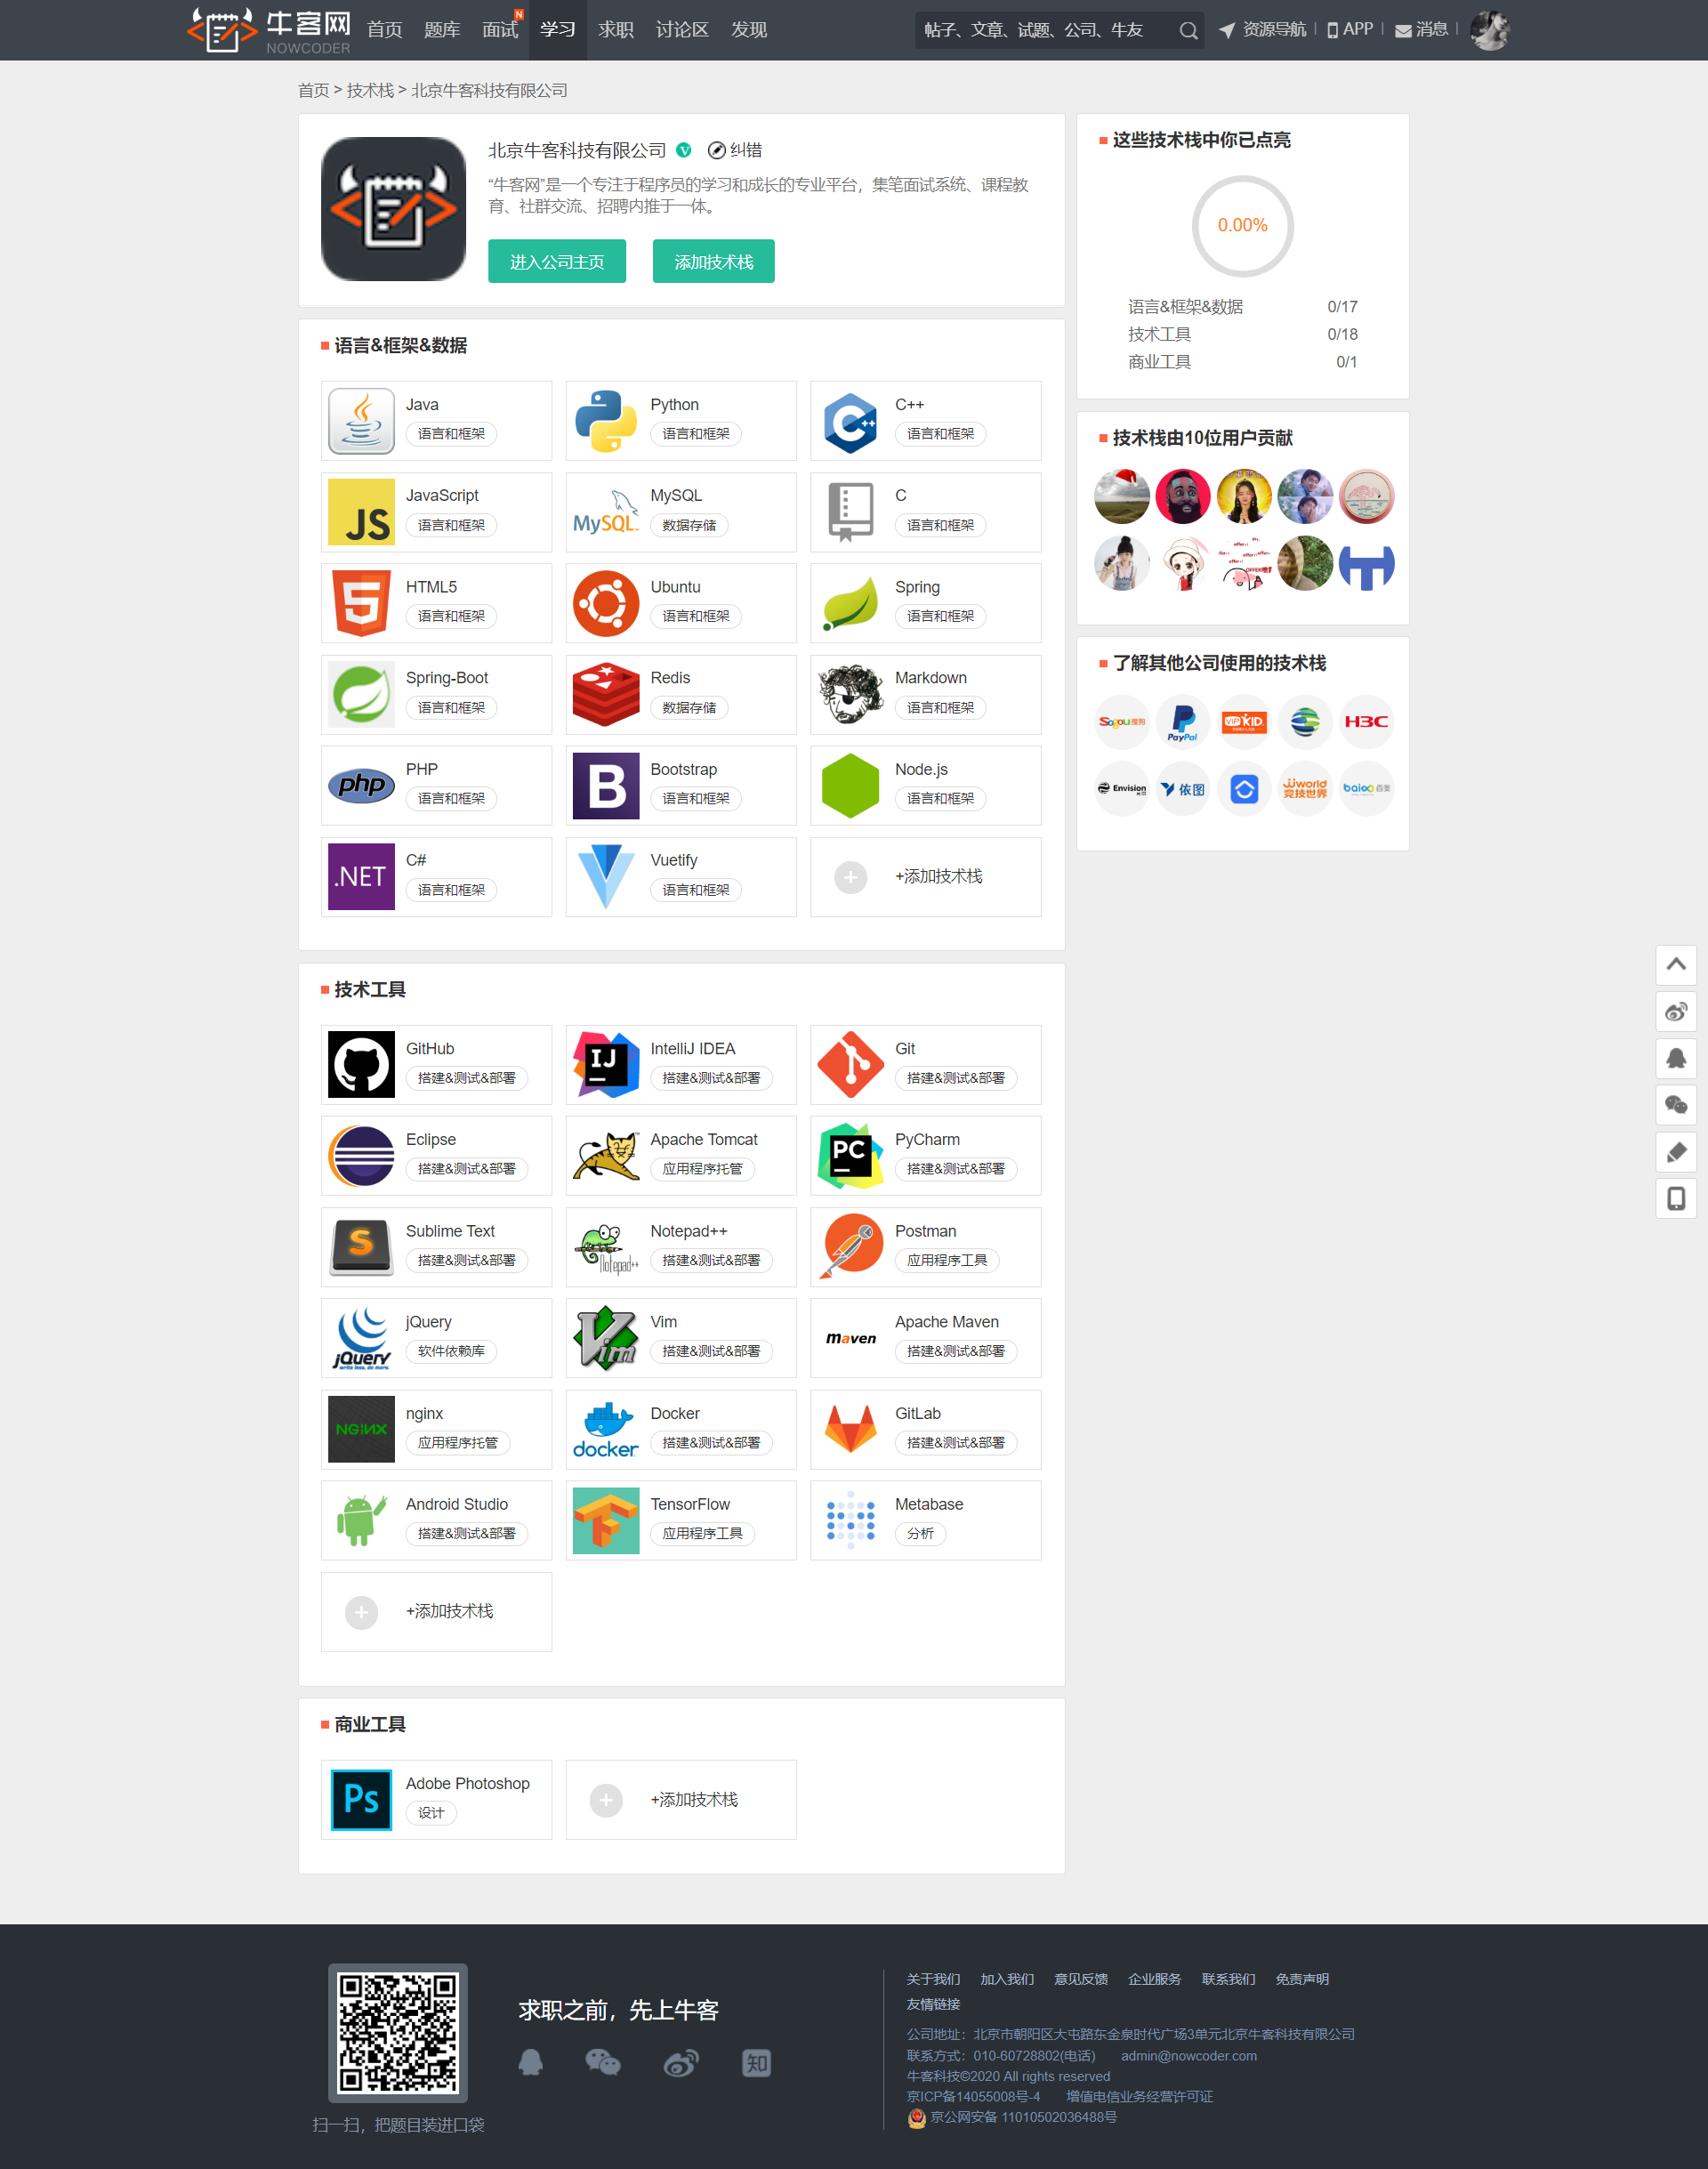 牛客网
NOWCODER
首页 题库 面试 N 学习 求职 讨论区 发现
帖子、文章、试题、公司、牛友
资源导航 APP 消息
首页 > 技术栈 > 北京牛客科技有限公司
北京牛客科技有限公司 V 纠错
“牛客网”是一个专注于程序员的学习和成长的专业平台，集笔面试系统、课程教
育、社群交流、招聘内推于一体。
进入公司主页 添加技术栈
语言&框架&数据
Java
语言和框架
Python
语言和框架
C++
语言和框架
JS
JavaScript
语言和框架
MySQL
MySQL
数据存储
C
语言和框架
HTML5
语言和框架
Ubuntu
语言和框架
Spring
语言和框架
Spring-Boot
语言和框架
Redis
数据存储
Markdown
语言和框架
php
PHP
语言和框架
B
Bootstrap
语言和框架
Node.js
语言和框架
.NET
C#
语言和框架
Vuetify
语言和框架
+添加技术栈
技术工具
GitHub
搭建&测试&部署
IJ
IntelliJ IDEA
搭建&测试&部署
Git
搭建&测试&部署
Eclipse
搭建&测试&部署
Apache Tomcat
应用程序托管
PC
PyCharm
搭建&测试&部署
S
Sublime Text
搭建&测试&部署
Notepad++
Notepad++
搭建&测试&部署
Postman
应用程序工具
jQuery
write less, do more.
jQuery
软件依赖库
Vim
Vim
搭建&测试&部署
maven
Apache Maven
搭建&测试&部署
NGINX
nginx
应用程序托管
docker
Docker
搭建&测试&部署
GitLab
搭建&测试&部署
Android Studio
搭建&测试&部署
TensorFlow
应用程序工具
Metabase
分析
+添加技术栈
商业工具
Ps
Adobe Photoshop
设计
+添加技术栈
这些技术栈中你已点亮
0.00%
语言&框架&数据 0/17
技术工具 0/18
商业工具 0/1
技术栈由10位用户贡献
了解其他公司使用的技术栈
Sogou搜狗 PayPal VIPKID H3C
Envision 依图 JJworld 竞技世界 baioo 百奥
求职之前，先上牛客
知
扫一扫，把题目装进口袋
关于我们 加入我们 意见反馈 企业服务 联系我们 免责声明
友情链接
公司地址：北京市朝阳区大屯路东金泉时代广场3单元北京牛客科技有限公司
联系方式：010-60728802(电话) admin@nowcoder.com
牛客科技©2020 All rights reserved
京ICP备14055008号-4 增值电信业务经营许可证
京公网安备 11010502036488号